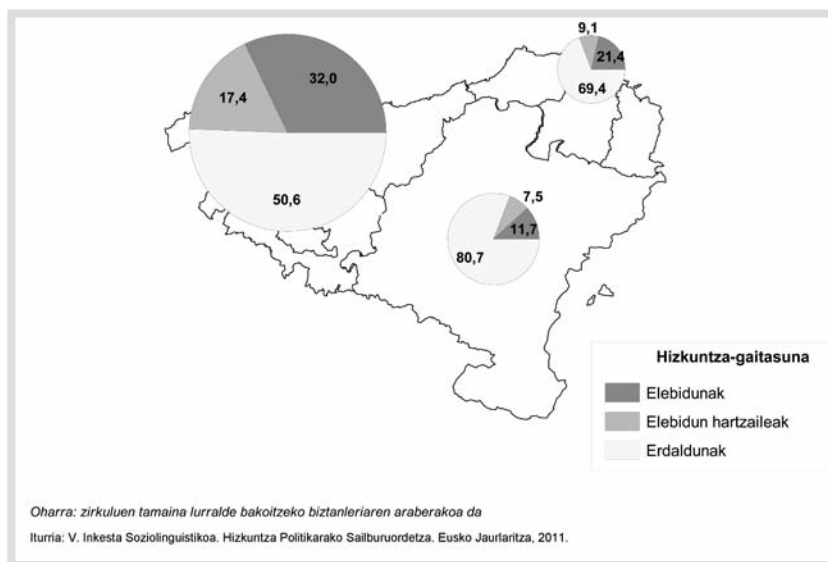 9,1
21,4
69,4
32,0
17,4
50,6
7,5
11,7
80,7
Hizkuntza-gaitasuna
Elebidunak
Elebidun hartzaileak
Erdaldunak
Oharra: zirkuluen tamaina lurralde bakoitzeko biztanleriaren araberakoa da
Iturria: V. Inkesta Soziolinguistikoa. Hizkuntza Politikarako Sailburuordetza. Eusko Jaurlaritza, 2011.